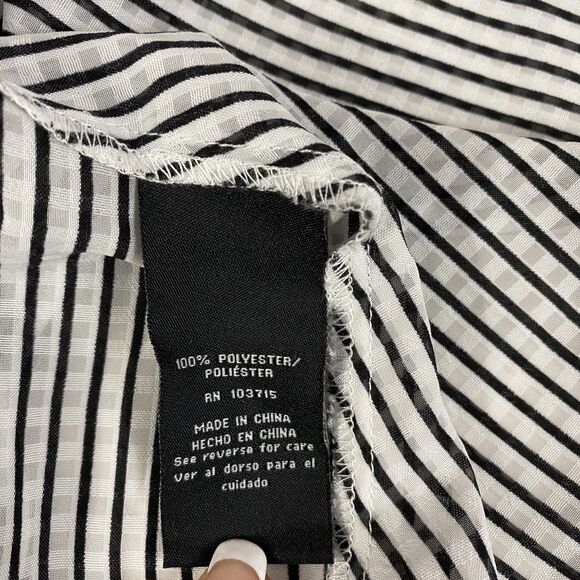 100% POLYESTER/
POLIÉSTER
RN 103715
MADE IN CHINA
HECHO EN CHINA
See reverse for care
Ver al dorso para el
cuidado